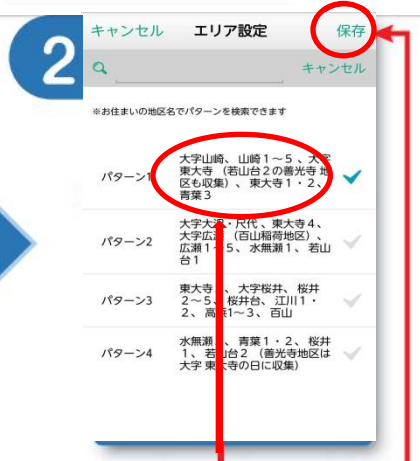 2
キャンセル エリア設定 保存
キャンセル
※お住まいの地区名でパターンを検索できます
パターン1
大字山崎、山崎1～5、大字
東大寺 （若山台2の善光寺 地
区も収集）、東大寺1・2、
青葉3
パターン2
大字大沢・尺代、東大寺4、
大字広瀬 （百山稲荷地区）、
広瀬1～5、水無瀬1、若山
台1
パターン3
東大寺 、大字桜井、桜井
2～5、桜井台、江川1・
2、高浜1～3、百山
パターン4
水無瀬 、青葉1・2、桜井
1、若山台2 （善光寺地区は
大字 東大寺の日に収集）